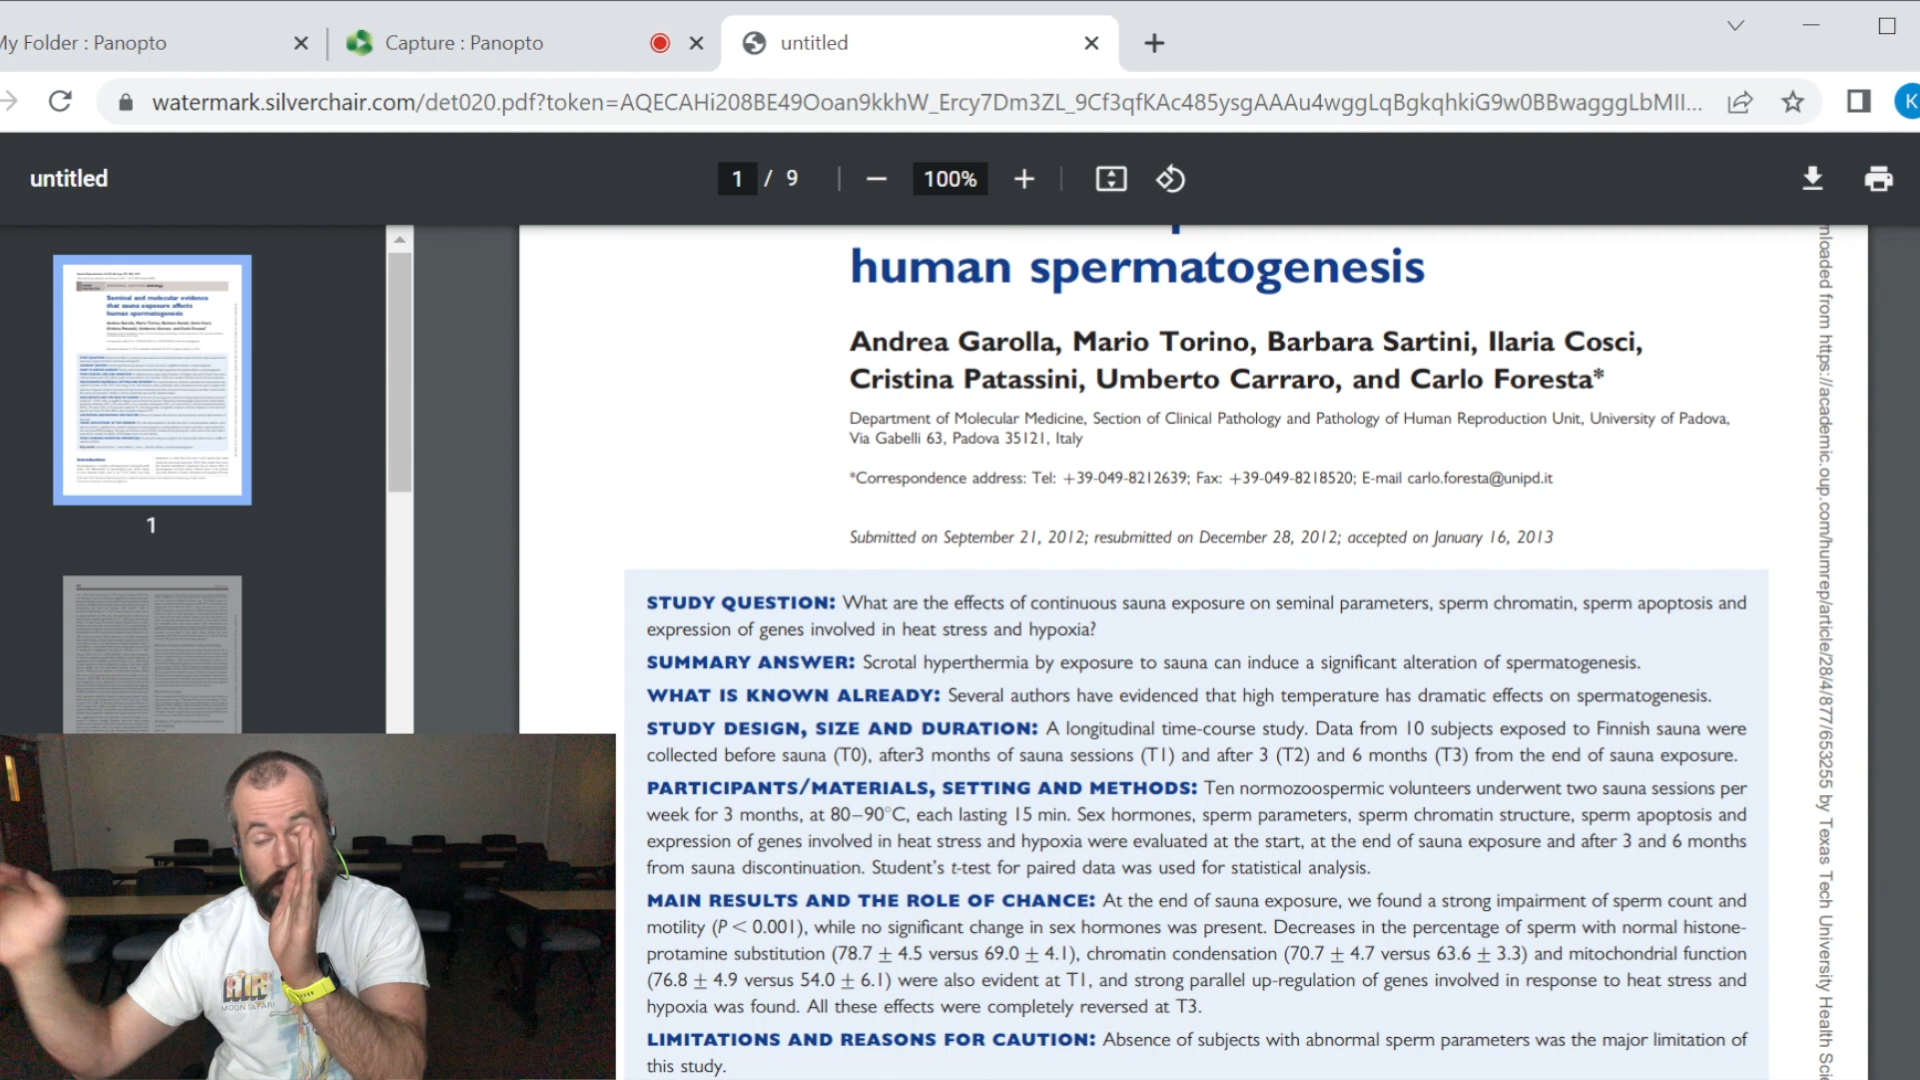 My Folder : Panopto
Capture : Panopto
untitled
watermark.silverchair.com/det020.pdf?token=AQECAHi208BE49Ooan9kkhW_Ercy7Dm3ZL_9Cf3qfKAc485ysgAAAu4wggLqBgkqhkiG9w0BBwagggLbMII...
K
untitled
1 / 9
100%
human spermatogenesis
Andrea Garolla, Mario Torino, Barbara Sartini, Ilaria Cosci,
Cristina Patassini, Umberto Carraro, and Carlo Foresta*
Department of Molecular Medicine, Section of Clinical Pathology and Pathology of Human Reproduction Unit, University of Padova,
Via Gabelli 63, Padova 35121, Italy
*Correspondence address: Tel: +39-049-8212639; Fax: +39-049-8218520; E-mail carlo.foresta@unipd.it
Submitted on September 21, 2012; resubmitted on December 28, 2012; accepted on January 16, 2013
STUDY QUESTION: What are the effects of continuous sauna exposure on seminal parameters, sperm chromatin, sperm apoptosis and
expression of genes involved in heat stress and hypoxia?
SUMMARY ANSWER: Scrotal hyperthermia by exposure to sauna can induce a significant alteration of spermatogenesis.
WHAT IS KNOWN ALREADY: Several authors have evidenced that high temperature has dramatic effects on spermatogenesis.
STUDY DESIGN, SIZE AND DURATION: A longitudinal time-course study. Data from 10 subjects exposed to Finnish sauna were
collected before sauna (T0), after3 months of sauna sessions (T1) and after 3 (T2) and 6 months (T3) from the end of sauna exposure.
PARTICIPANTS/MATERIALS, SETTING AND METHODS: Ten normozoospermic volunteers underwent two sauna sessions per
week for 3 months, at 80–90°C, each lasting 15 min. Sex hormones, sperm parameters, sperm chromatin structure, sperm apoptosis and
expression of genes involved in heat stress and hypoxia were evaluated at the start, at the end of sauna exposure and after 3 and 6 months
from sauna discontinuation. Student's t-test for paired data was used for statistical analysis.
MAIN RESULTS AND THE ROLE OF CHANCE: At the end of sauna exposure, we found a strong impairment of sperm count and
motility (P < 0.001), while no significant change in sex hormones was present. Decreases in the percentage of sperm with normal histone-
protamine substitution (78.7 ± 4.5 versus 69.0 ± 4.1), chromatin condensation (70.7 ± 4.7 versus 63.6 ± 3.3) and mitochondrial function
(76.8 ± 4.9 versus 54.0 ± 6.1) were also evident at T1, and strong parallel up-regulation of genes involved in response to heat stress and
hypoxia was found. All these effects were completely reversed at T3.
LIMITATIONS AND REASONS FOR CAUTION: Absence of subjects with abnormal sperm parameters was the major limitation of
this study.
nloaded from https://academic.oup.com/humrep/article/28/4/877/653255 by Texas Tech University Health Sci
Seminal and molecular evidence
that sauna exposure affects
human spermatogenesis
1
AIR
MOON SAFARI